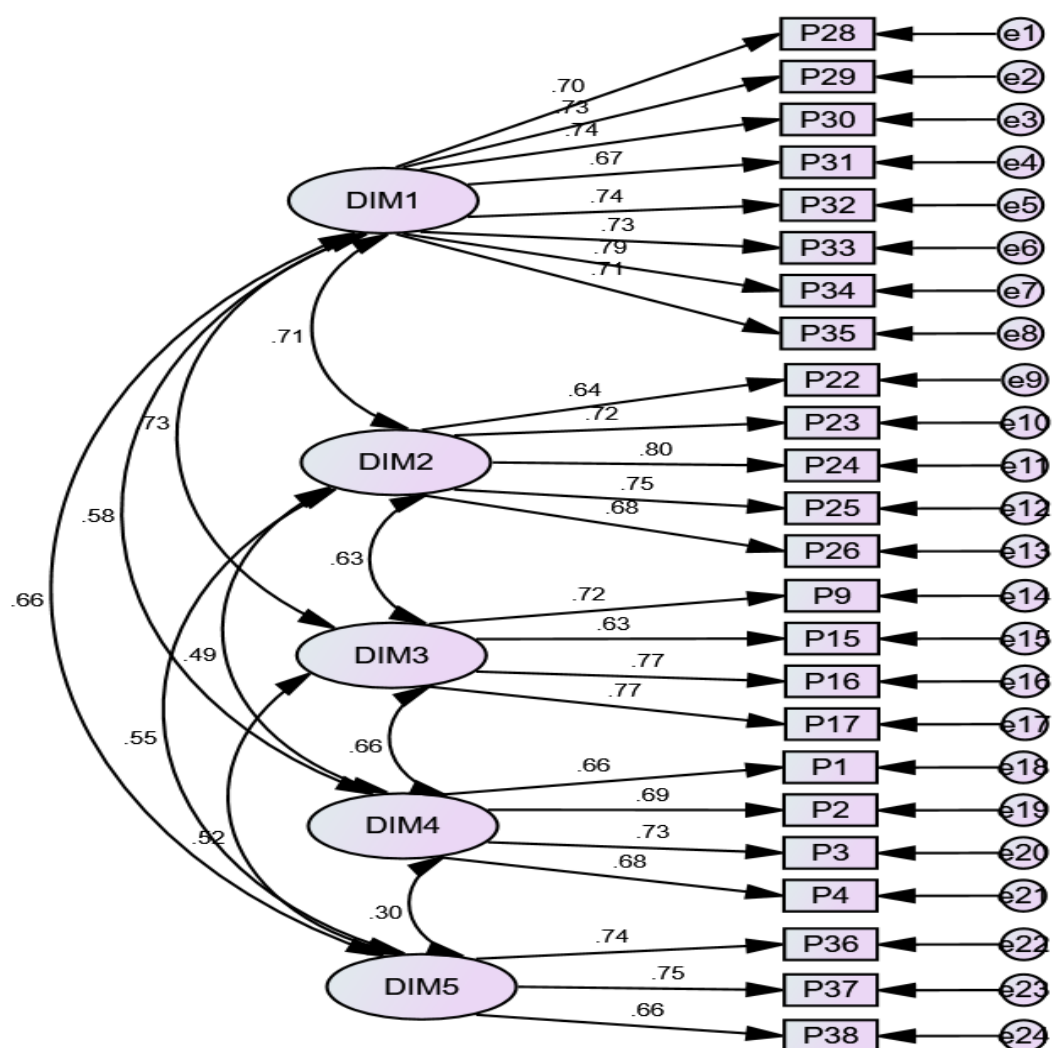 P28 e1
.70
P29 e2
.73
P30 e3
.74
P31 e4
.67
DIM1
P32 e5
.74
P33 e6
.73
P34 e7
.79
P35 e8
.71
.71
P22 e9
.64
P23 e10
.72
73
DIM2
P24 e11
.80
P25 e12
.75
.58
P26 e13
.68
.63
P9 e14
.72
.66
P15 e15
.63
DIM3
.49
P16 e16
.77
P17 e17
.77
.55
.66
P1 e18
.66
P2 e19
.69
DIM4
.52
P3 e20
.73
P4 e21
.68
.30
P36 e22
.74
DIM5
P37 e23
.75
P38 e24
.66